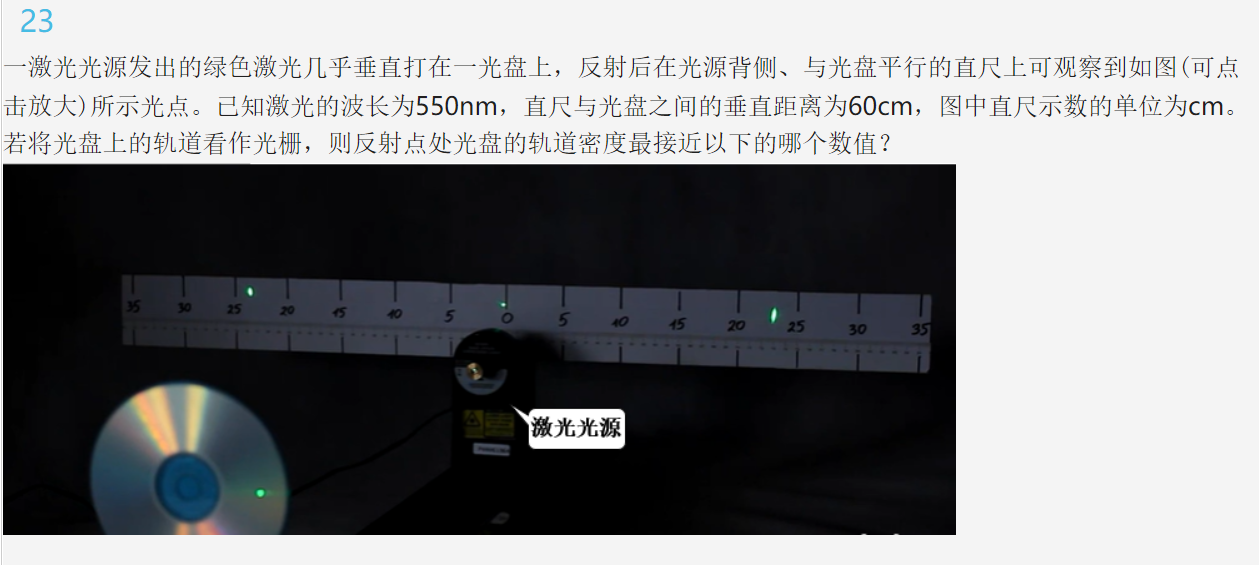 23
一激光光源发出的绿色激光几乎垂直打在一光盘上，反射后在光源背侧、与光盘平行的直尺上可观察到如图(可点
击放大)所示光点。已知激光的波长为550nm，直尺与光盘之间的垂直距离为60cm，图中直尺示数的单位为cm。
若将光盘上的轨道看作光栅，则反射点处光盘的轨道密度最接近以下的哪个数值？
35 30 25 20 15 10 5 0 5 10 15 20 25 30 35
激光光源